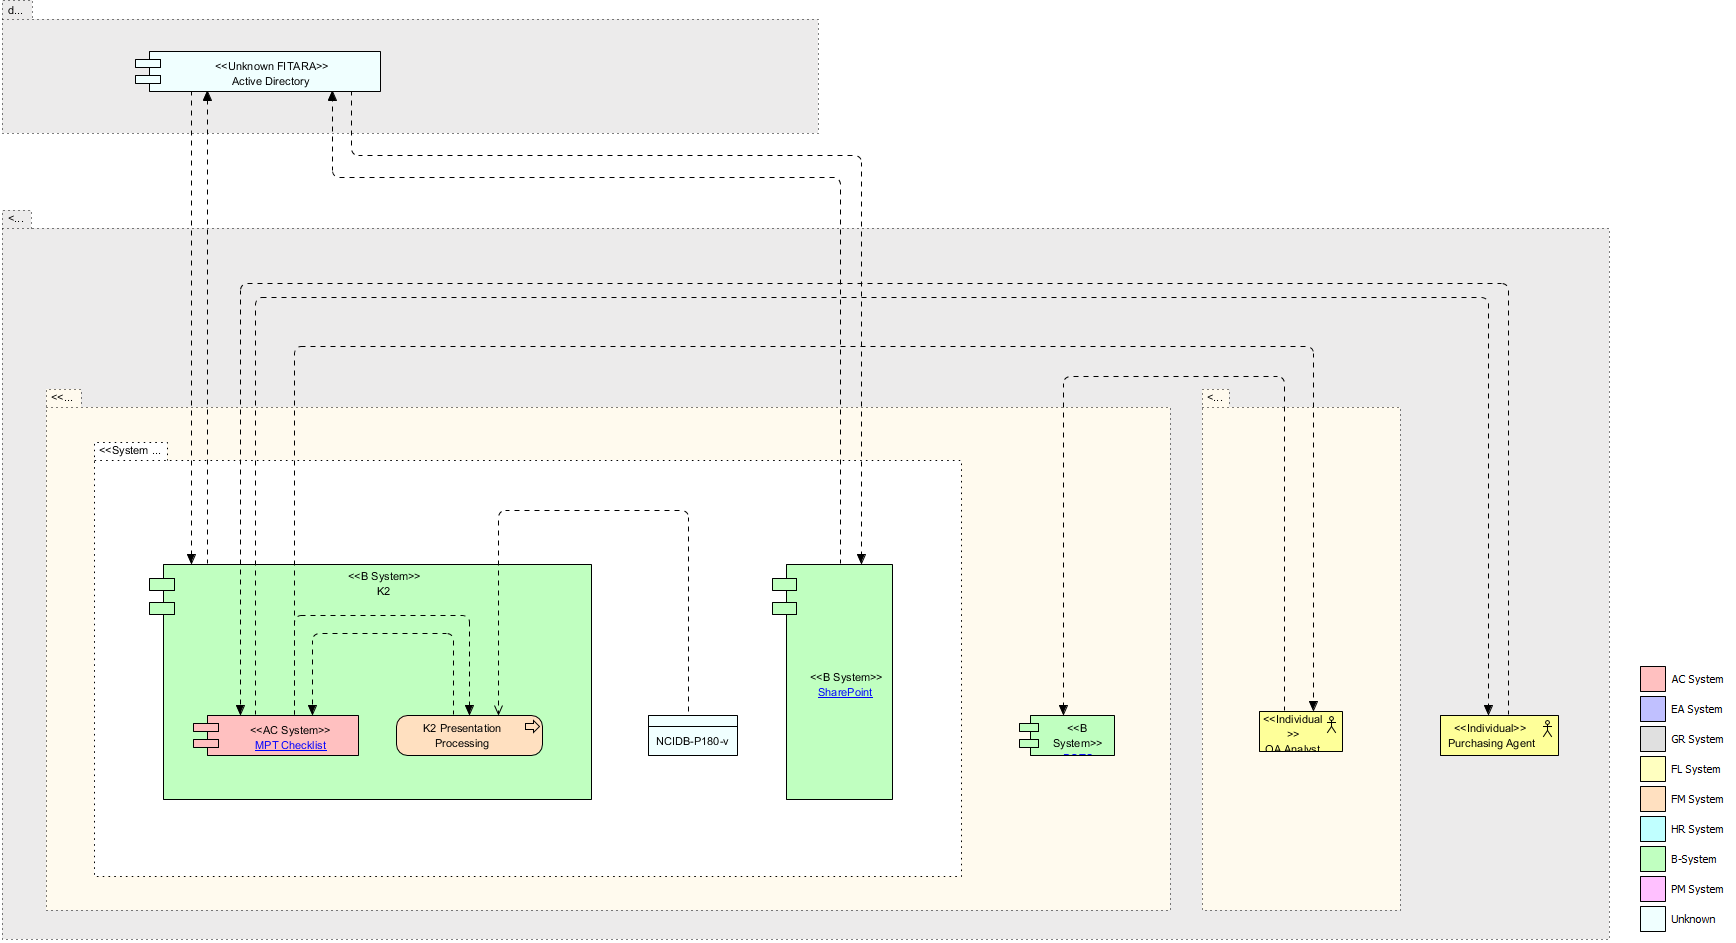 d...
<<Unknown FITARA>>
Active Directory
<...
<<...
<...
<<System ...
<<B System>>
K2
<<B System>>
SharePoint
<<AC System>>
MPT Checklist
K2 Presentation
Processing
NCIDB-P180-v
<<B
System>>
<<Individual
>>
QA Analyst
<<Individual>>
Purchasing Agent
AC System
EA System
GR System
FL System
FM System
HR System
B-System
PM System
Unknown